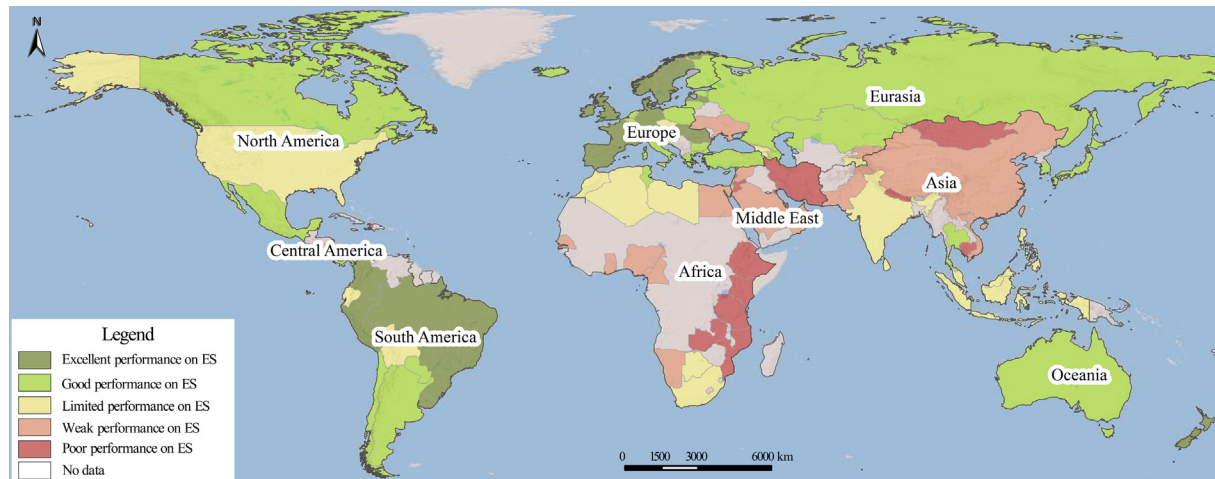 N
Eurasia
North America
Europe
Asia
Middle East
Central America
Africa
South America
Oceania
Legend
Excellent performance on ES
Good performance on ES
Limited performance on ES
Weak performance on ES
Poor performance on ES
No data
0 1500 3000 6000 km